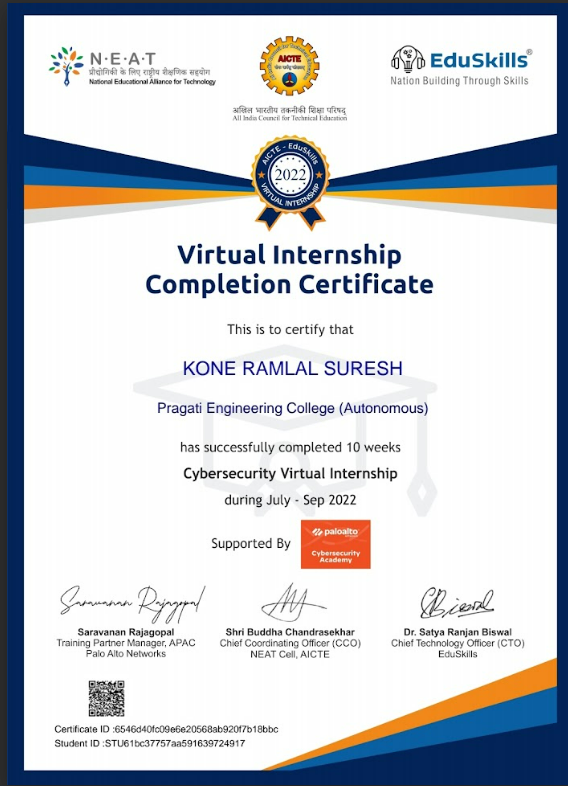 N·E·A·T
प्रौद्योगिकी के लिए राष्ट्रीय शैक्षणिक सहयोग
National Educational Alliance for Technology
AICTE
अखिल भारतीय तकनीकी शिक्षा परिषद्
All India Council for Technical Education
EduSkills®
Nation Building Through Skills
AICTE - EduSkills
2022
VIRTUAL INTERNSHIP
Virtual Internship
Completion Certificate
This is to certify that
KONE RAMLAL SURESH
Pragati Engineering College (Autonomous)
has successfully completed 10 weeks
Cybersecurity Virtual Internship
during July - Sep 2022
Supported By
paloalto
Cybersecurity
Academy
Saravanan Rajagopal
Saravanan Rajagopal
Training Partner Manager, APAC
Palo Alto Networks
Shri Buddha Chandrasekhar
Chief Coordinating Officer (CCO)
NEAT Cell, AICTE
Dr. Satya Ranjan Biswal
Chief Technology Officer (CTO)
EduSkills
Certificate ID :6546d40fc09e6e20568ab920f7b18bbc
Student ID :STU61bc37757aa591639724917